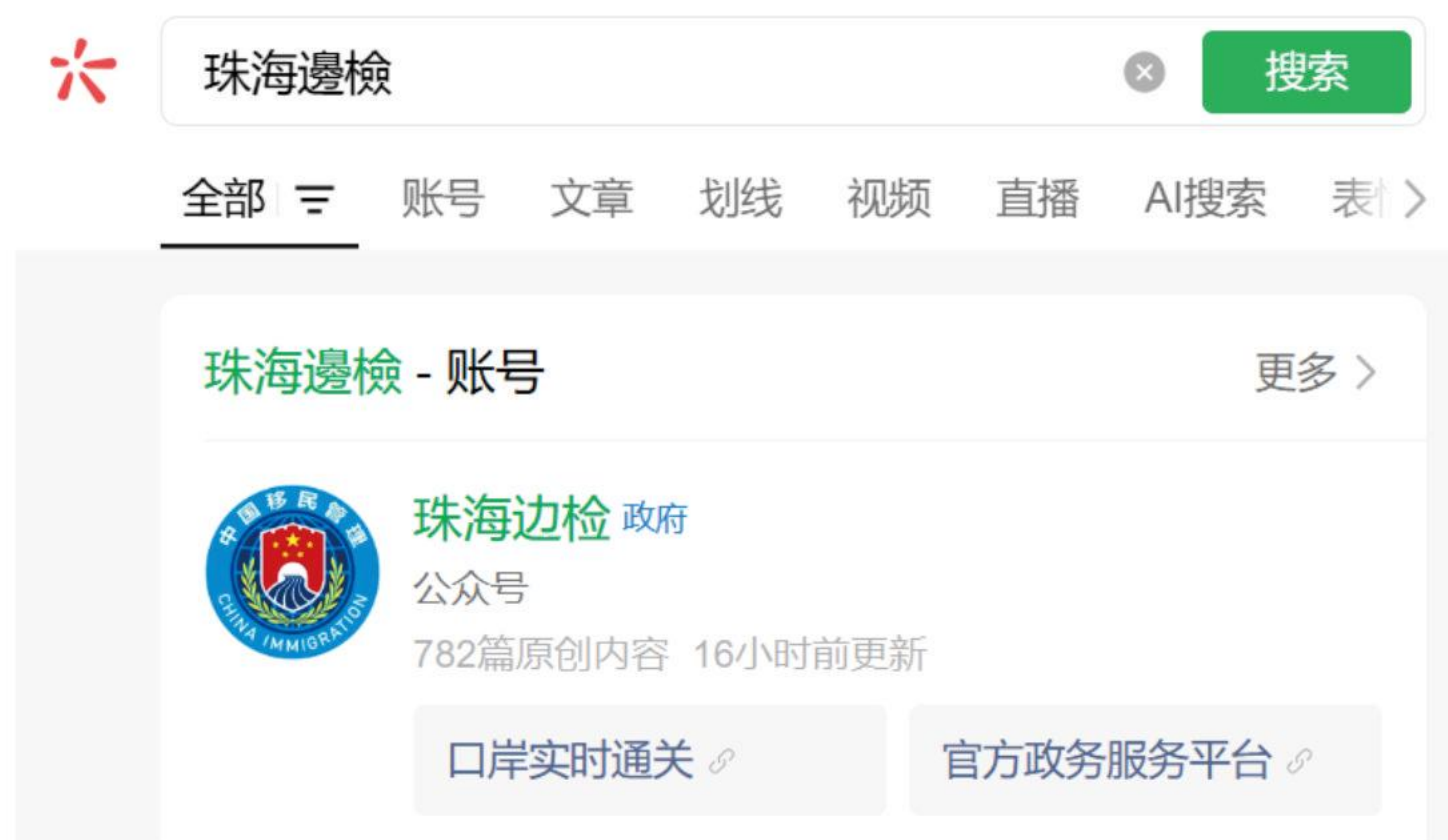 珠海邊檢 搜索
全部 账号 文章 划线 视频 直播 AI搜索 表
珠海邊檢 - 账号 更多
中国移民管理
CHINA IMMIGRATION
珠海边检 政府
公众号
782篇原创内容 16小时前更新
口岸实时通关 官方政务服务平台